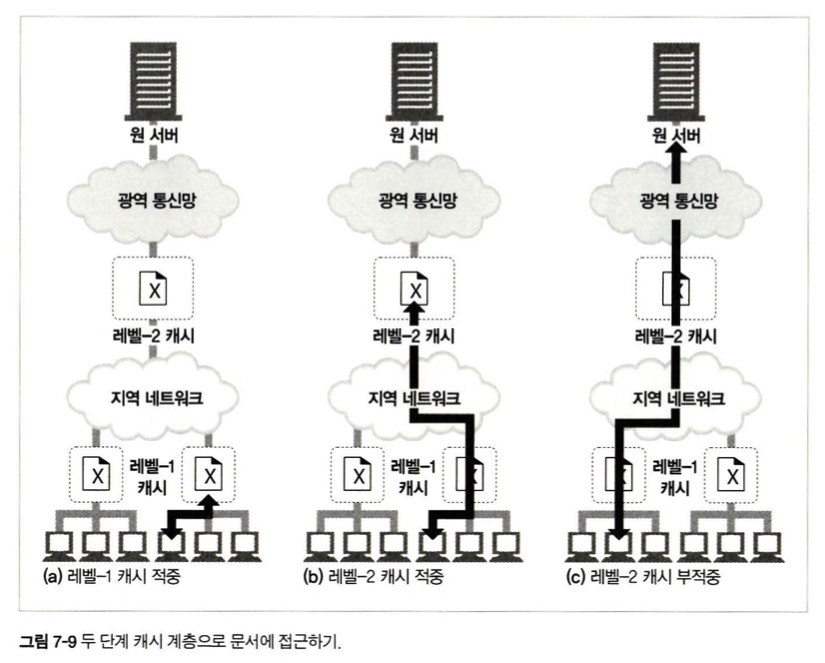 원 서버
광역 통신망
X
레벨-2 캐시
지역 네트워크
X
레벨-1
캐시
X
(a) 레벨-1 캐시 적중
원 서버
광역 통신망
X
레벨-2 캐시
지역 네트워크
X
레벨-1
캐시
X
(b) 레벨-2 캐시 적중
원 서버
광역 통신망
X
레벨-2 캐시
지역 네트워크
X
레벨-1
캐시
X
(c) 레벨-2 캐시 부적중
그림 7-9 두 단계 캐시 계층으로 문서에 접근하기.